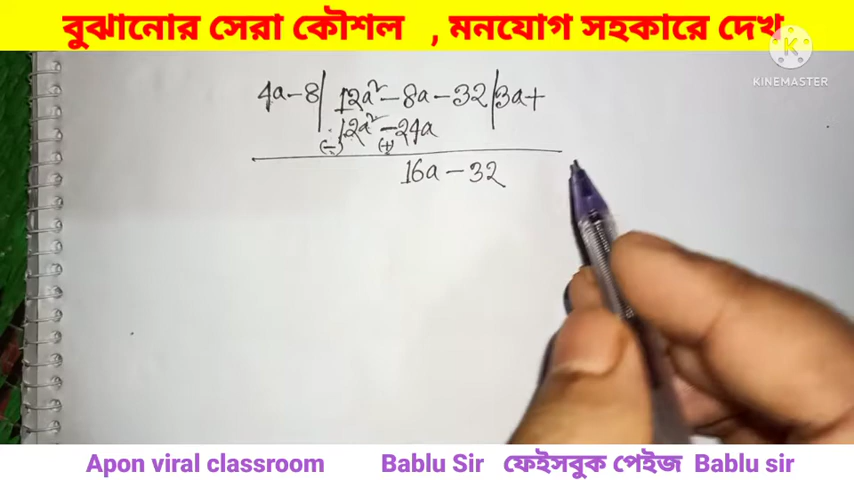 বুঝানোর সেরা কৌশল , মনযোগ সহকারে দেখ
KINEMASTER
4a-8| 12a²-8a-32|3a+
12a²-24a
(-) (+)
16a-32
Apon viral classroom Bablu Sir ফেইসবুক পেইজ Bablu sir